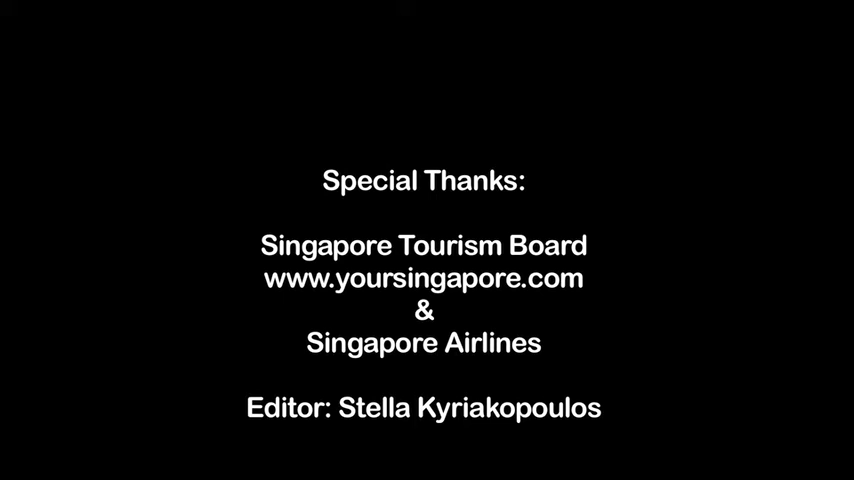 Special Thanks:
Singapore Tourism Board
www.yoursingapore.com
&
Singapore Airlines
Editor: Stella Kyriakopoulos